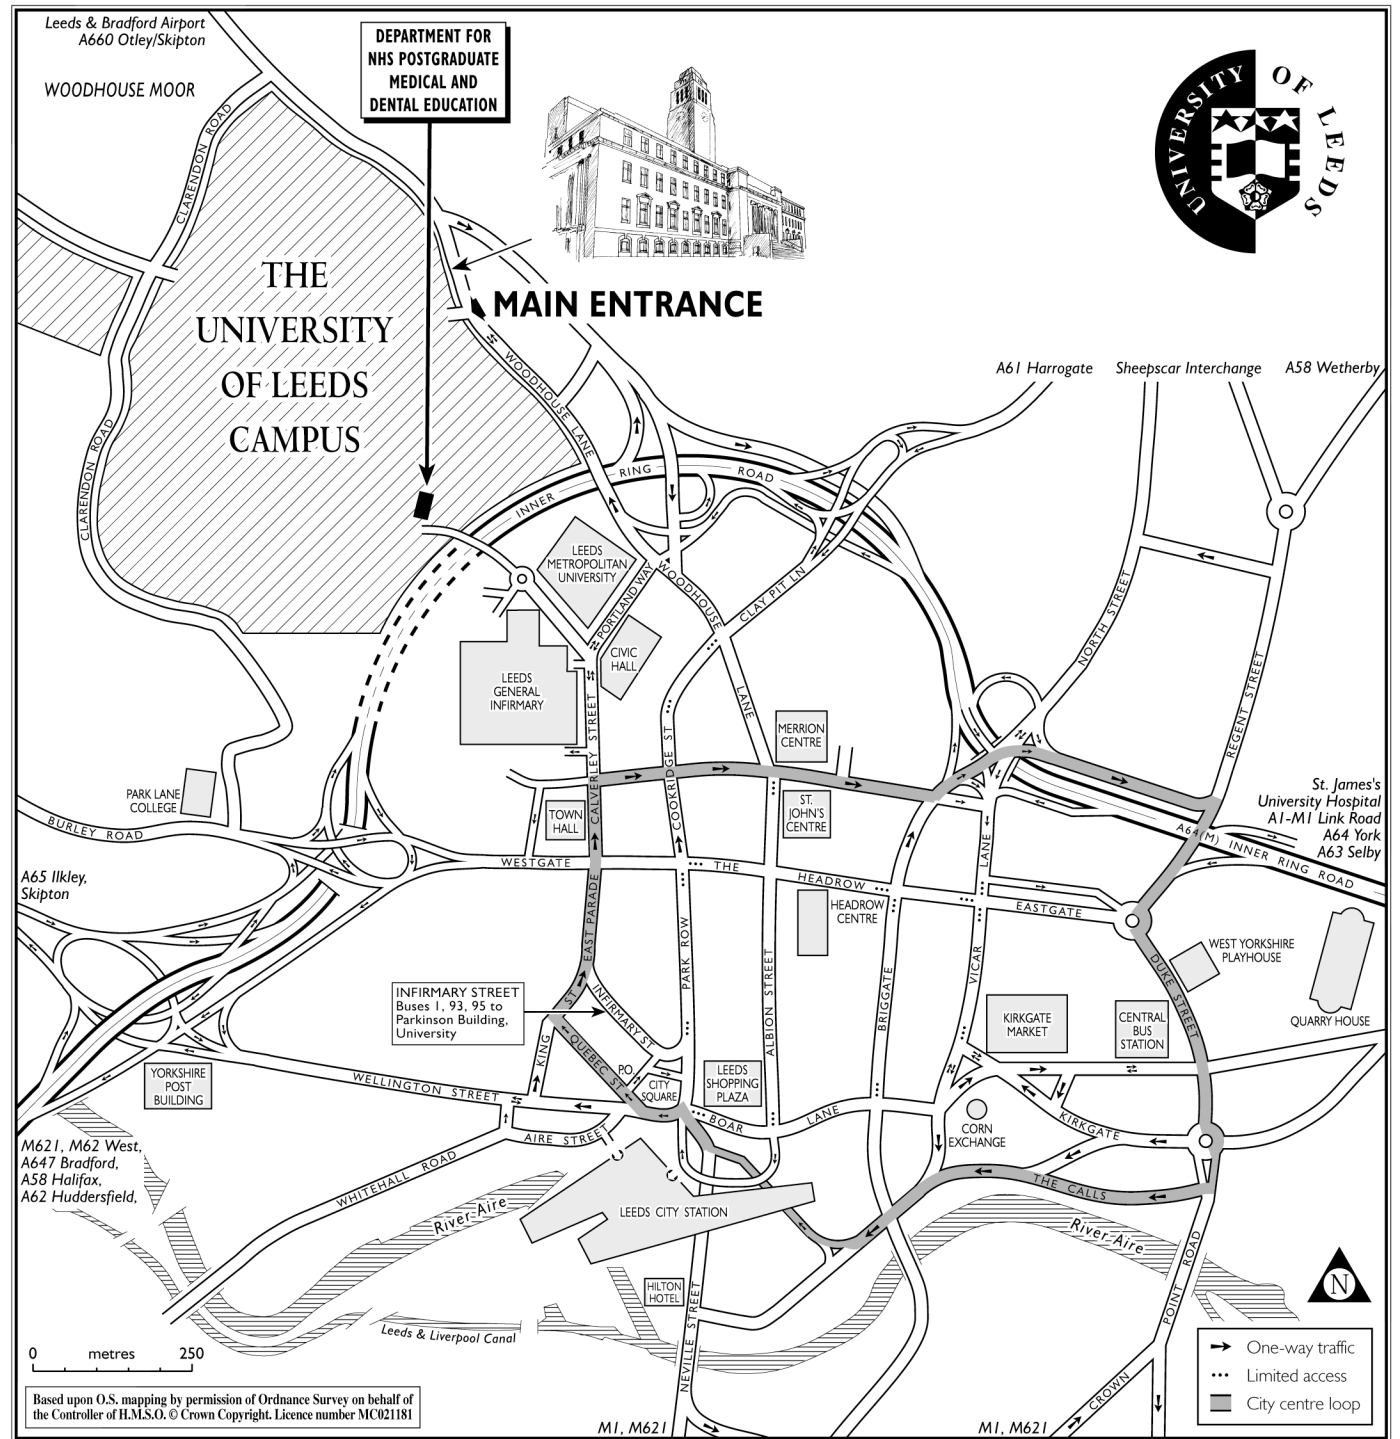 Leeds & Bradford Airport
A660 Otley/Skipton
WOODHOUSE MOOR
DEPARTMENT FOR
NHS POSTGRADUATE
MEDICAL AND
DENTAL EDUCATION
UNIVERSITY OF LEEDS
CLARENDON ROAD
THE
UNIVERSITY
OF LEEDS
CAMPUS
MAIN ENTRANCE
WOODHOUSE LANE
A61 Harrogate
Sheepscar Interchange
A58 Wetherby
CLARENDON ROAD
INNER RING ROAD
LEEDS
METROPOLITAN
UNIVERSITY
PORTLAND WAY
WOODHOUSE LANE
CLAY PIT LN
NORTH STREET
REGENT STREET
CIVIC
HALL
LEEDS
GENERAL
INFIRMARY
CALVERLEY STREET
COOKRIDGE ST
MERRION
CENTRE
ST.
JOHN'S
CENTRE
TOWN
HALL
PARK LANE
COLLEGE
BURLEY ROAD
St. James's
University Hospital
A1-M1 Link Road
A64 York
A63 Selby
A64(M) INNER RING ROAD
A65 Ilkley,
Skipton
WESTGATE
THE HEADROW
HEADROW
CENTRE
VICAR LANE
EASTGATE
EAST PARADE
PARK ROW
ALBION STREET
BRIGGATE
WEST YORKSHIRE
PLAYHOUSE
DUKE STREET
QUARRY HOUSE
INFIRMARY STREET
Buses 1, 93, 95 to
Parkinson Building,
University
INFIRMARY ST
KING ST
QUEBEC ST
P.O.
CITY
SQUARE
LEEDS
SHOPPING
PLAZA
KIRKGATE
MARKET
CENTRAL
BUS
STATION
YORKSHIRE
POST
BUILDING
WELLINGTON STREET
AIRE STREET
BOAR LANE
CORN
EXCHANGE
KIRKGATE
M621, M62 West,
A647 Bradford,
A58 Halifax,
A62 Huddersfield,
WHITEHALL ROAD
River Aire
LEEDS CITY STATION
THE CALLS
River Aire
HILTON
HOTEL
NEVILLE STREET
CROWN POINT ROAD
Leeds & Liverpool Canal
N
0 metres 250
One-way traffic
Limited access
City centre loop
Based upon O.S. mapping by permission of Ordnance Survey on behalf of
the Controller of H.M.S.O. © Crown Copyright. Licence number MC021181
M1, M621
M1, M621